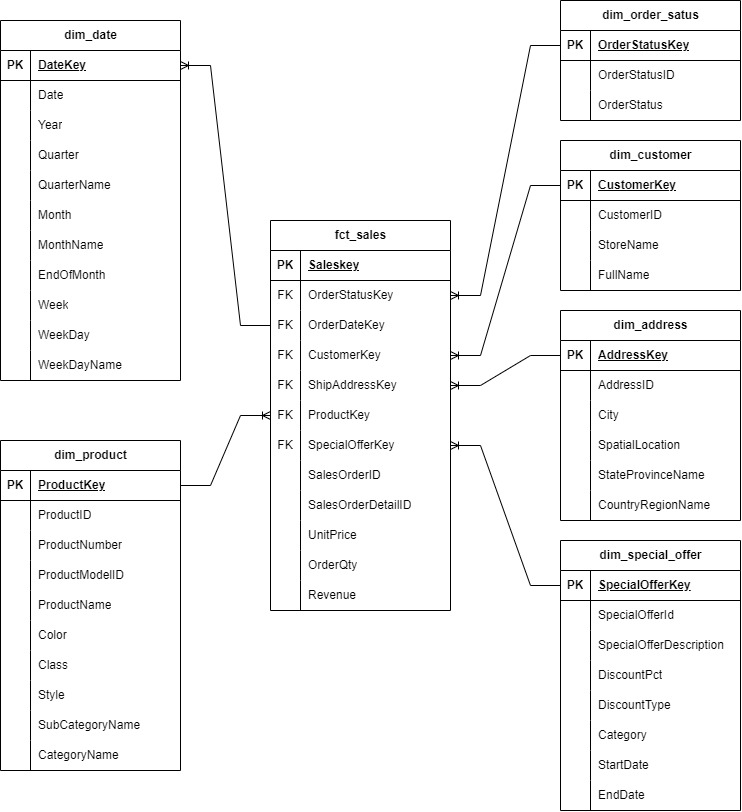 dim_date
PK DateKey
Date
Year
Quarter
QuarterName
Month
MonthName
EndOfMonth
Week
WeekDay
WeekDayName
dim_product
PK ProductKey
ProductID
ProductNumber
ProductModelID
ProductName
Color
Class
Style
SubCategoryName
CategoryName
fct_sales
PK Saleskey
FK OrderStatusKey
FK OrderDateKey
FK CustomerKey
FK ShipAddressKey
FK ProductKey
FK SpecialOfferKey
SalesOrderID
SalesOrderDetailID
UnitPrice
OrderQty
Revenue
dim_order_satus
PK OrderStatusKey
OrderStatusID
OrderStatus
dim_customer
PK CustomerKey
CustomerID
StoreName
FullName
dim_address
PK AddressKey
AddressID
City
SpatialLocation
StateProvinceName
CountryRegionName
dim_special_offer
PK SpecialOfferKey
SpecialOfferId
SpecialOfferDescription
DiscountPct
DiscountType
Category
StartDate
EndDate